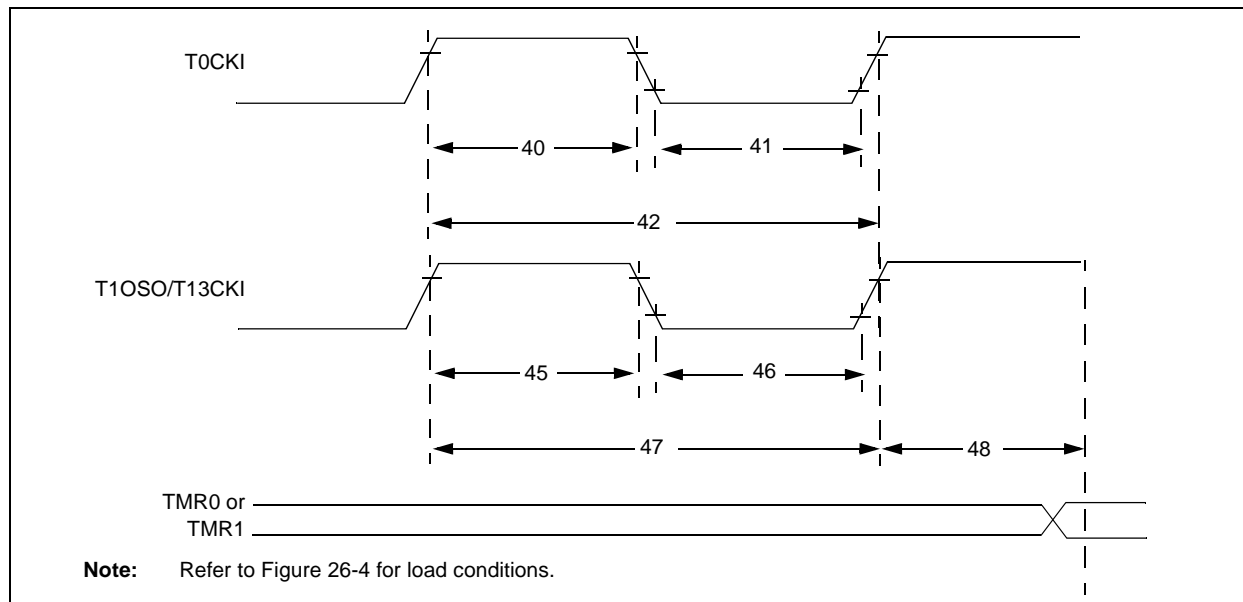 T0CKI
40
41
42
T1OSO/T13CKI
45
46
47
48
TMR0 or
TMR1
Note: Refer to Figure 26-4 for load conditions.